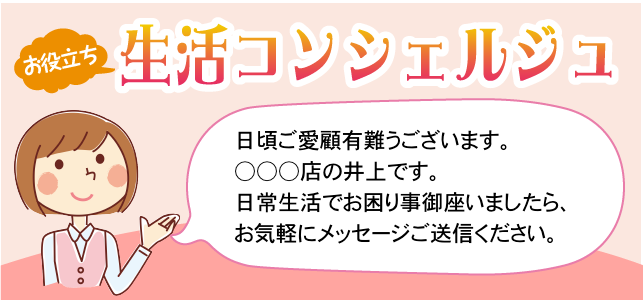 お役立ち
生活コンシェルジュ
日頃ご愛顧有難うございます。
○○○店の井上です。
日常生活でお困り事御座いましたら、
お気軽にメッセージご送信ください。